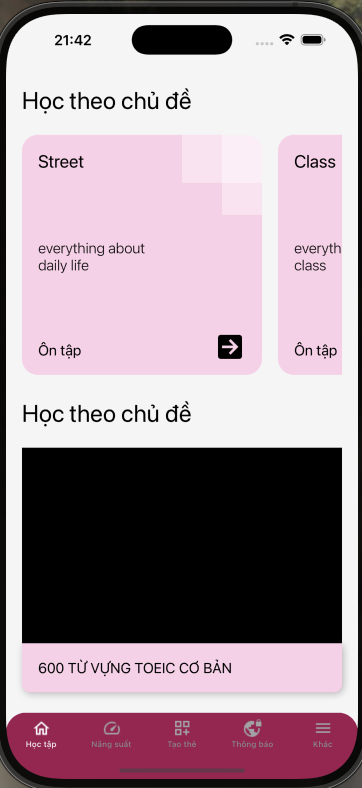 21:42
Học theo chủ đề
Street
everything about
daily life
Ôn tập
Class
everyth
class
Ôn tập
Học theo chủ đề
600 TỪ VỰNG TOEIC CƠ BẢN
Học tập
Năng suất
Tạo thẻ
Thông báo
Khác